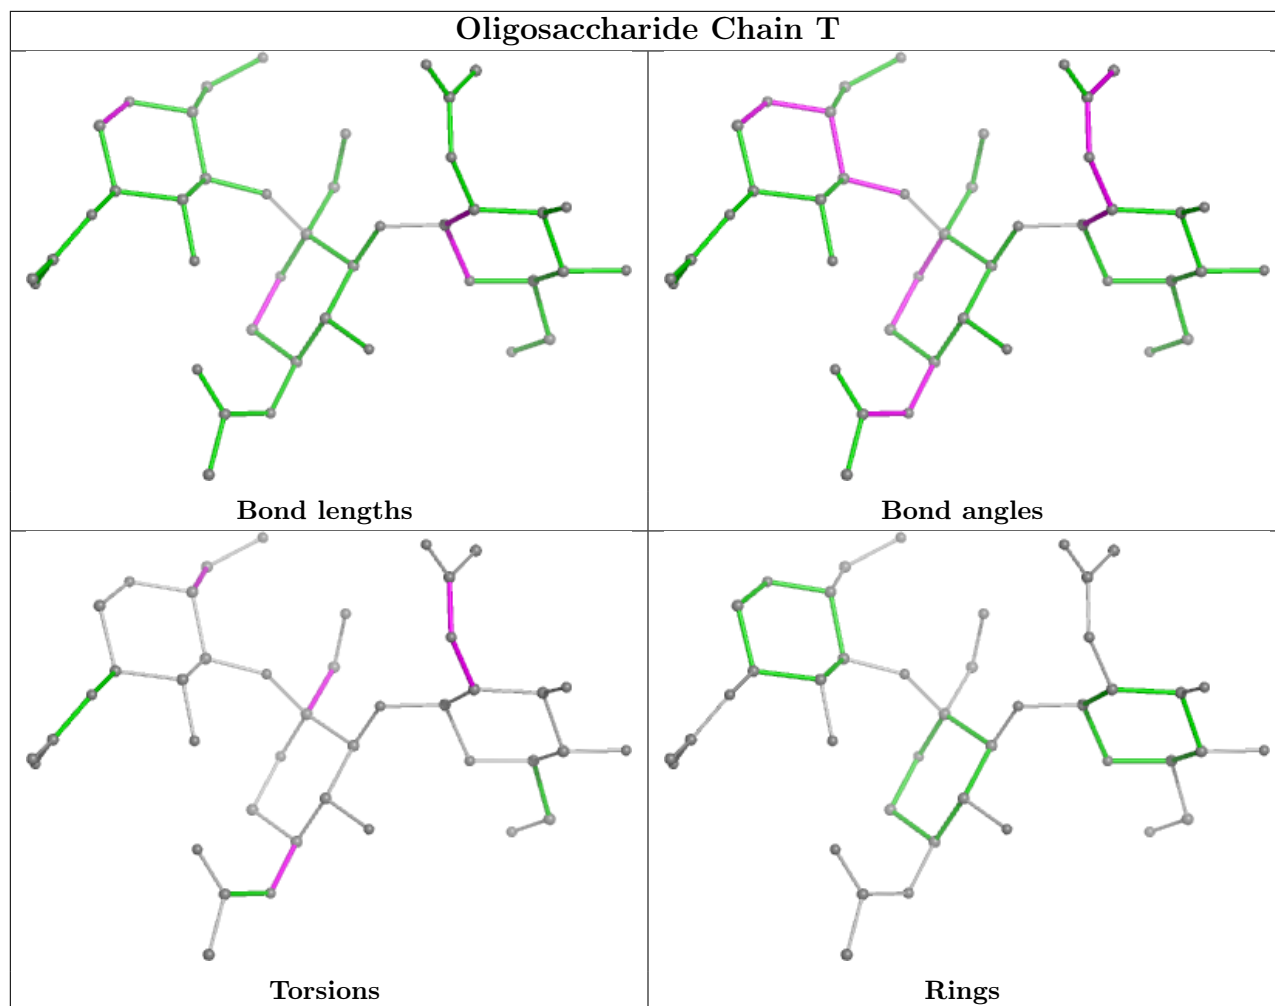 Oligosaccharide Chain T
Bond lengths
Bond angles
Torsions
Rings